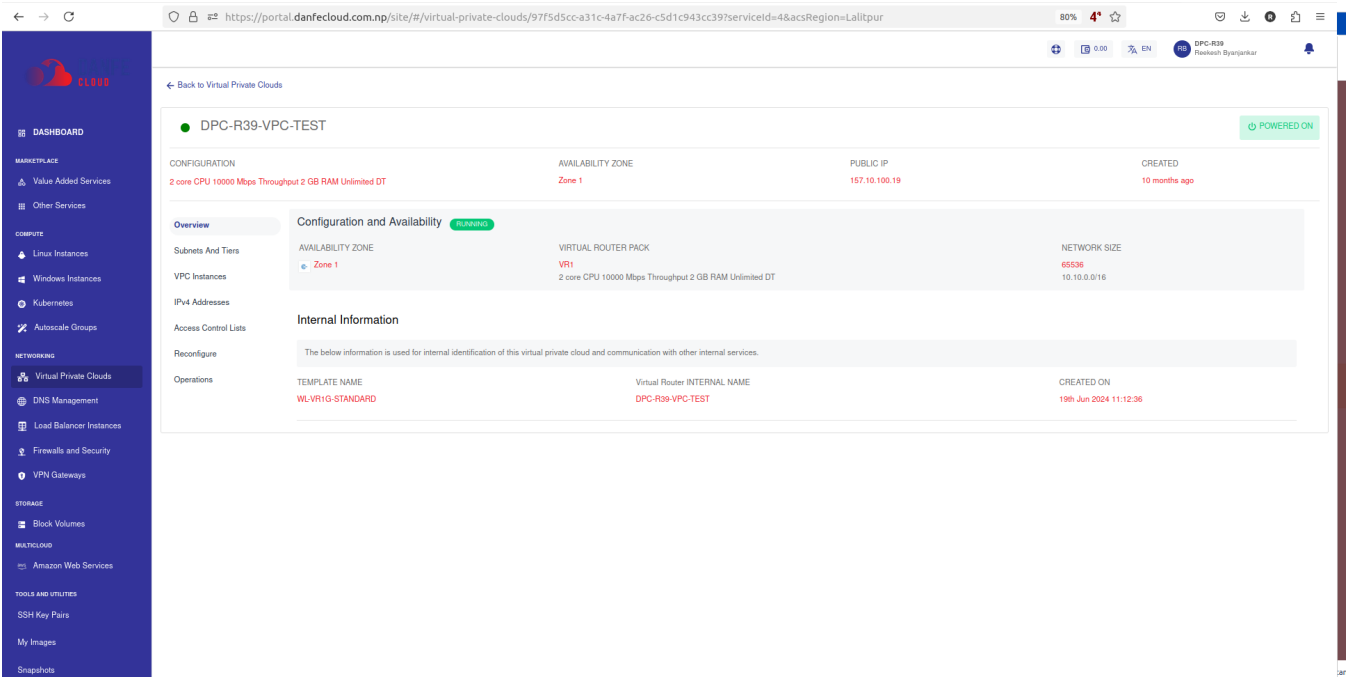 https://portal.danfecloud.com.np/site/#/virtual-private-clouds/97f5d5cc-a31c-4a7f-ac26-c5d1c943cc39?serviceId=4&acsRegion=Lalitpur
80%
4⁴
R
0.00
EN
RB
DPC-R39
Reekesh Byanjankar
CLOUD
DASHBOARD
MARKETPLACE
Value Added Services
Other Services
COMPUTE
Linux Instances
Windows Instances
Kubernetes
Autoscale Groups
NETWORKING
Virtual Private Clouds
DNS Management
Load Balancer Instances
Firewalls and Security
VPN Gateways
STORAGE
Block Volumes
MULTICLOUD
Amazon Web Services
TOOLS AND UTILITIES
SSH Key Pairs
My Images
Snapshots
← Back to Virtual Private Clouds
DPC-R39-VPC-TEST
POWERED ON
CONFIGURATION AVAILABILITY ZONE PUBLIC IP CREATED
2 core CPU 10000 Mbps Throughput 2 GB RAM Unlimited DT Zone 1 157.10.100.19 10 months ago
Overview
Subnets And Tiers
VPC Instances
IPv4 Addresses
Access Control Lists
Reconfigure
Operations
Configuration and Availability RUNNING
AVAILABILITY ZONE VIRTUAL ROUTER PACK NETWORK SIZE
Zone 1 VR1 65536
2 core CPU 10000 Mbps Throughput 2 GB RAM Unlimited DT 10.10.0.0/16
Internal Information
The below information is used for internal identification of this virtual private cloud and communication with other internal services.
TEMPLATE NAME Virtual Router INTERNAL NAME CREATED ON
WL-VR1G-STANDARD DPC-R39-VPC-TEST 19th Jun 2024 11:12:36